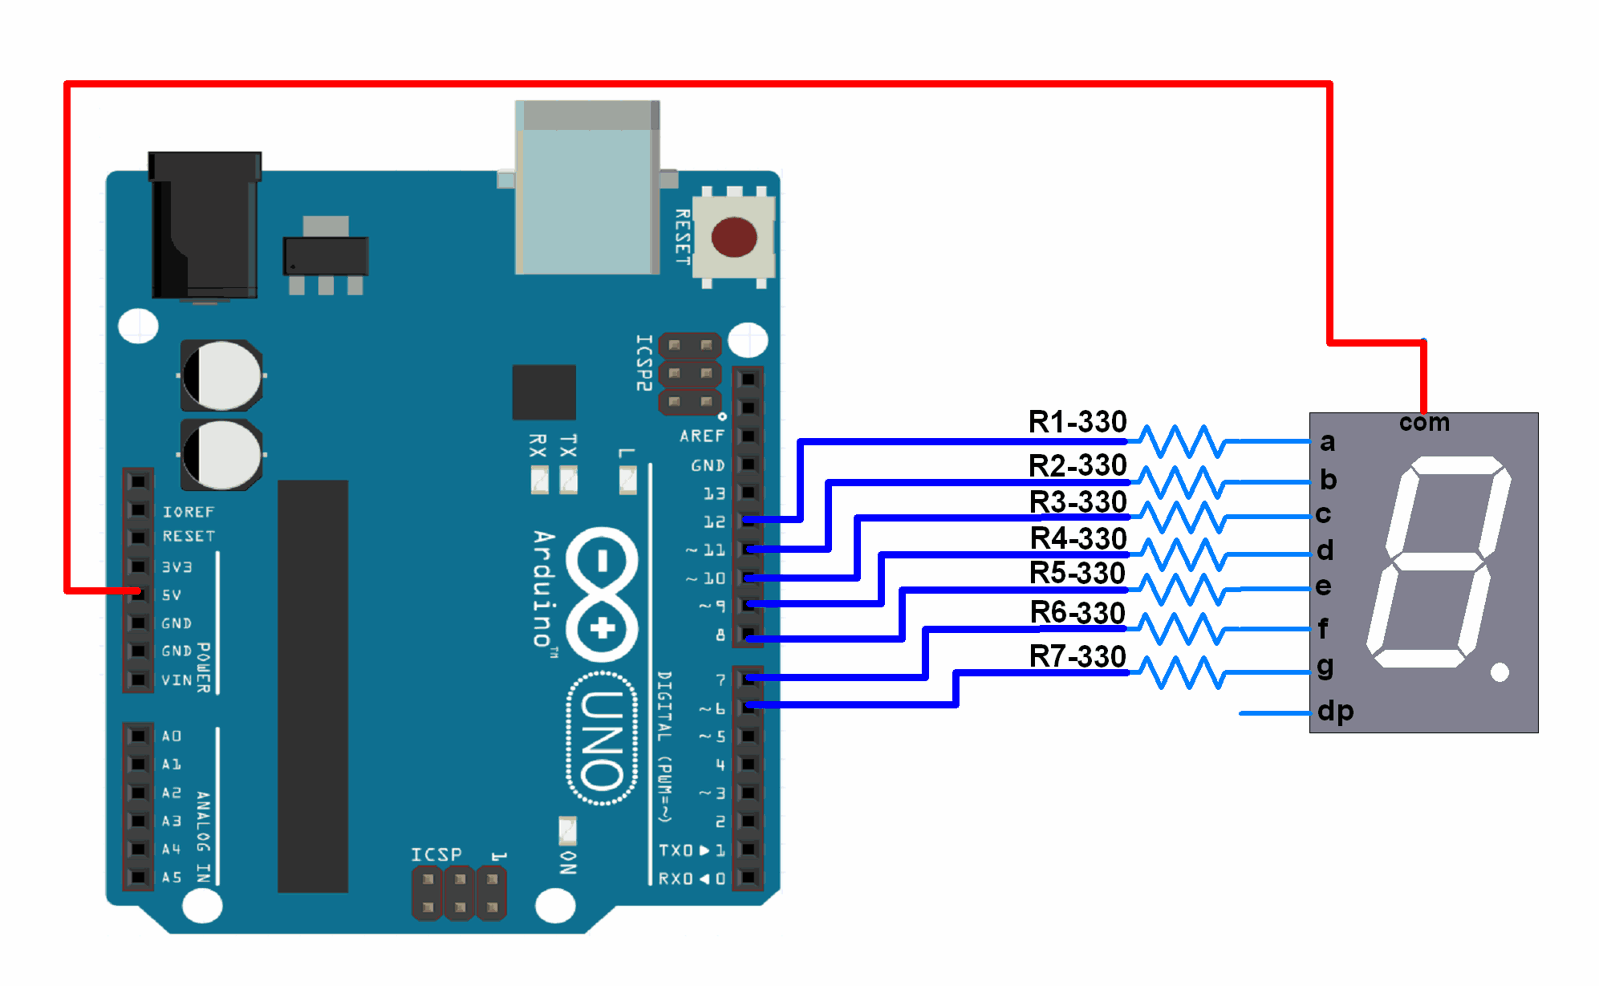 RESET
ICSP2
AREF
GND
13
12
~11
~10
~9
8
RX
TX
L
IOREF
RESET
3V3
5V
GND
GND
VIN
POWER
Arduino™
UNO
7
~6
~5
4
~3
2
TX0▶1
RX0◀0
DIGITAL (PWM=~)
A0
A1
A2
A3
A4
A5
ANALOG IN
ICSP
1
ON
R1-330
R2-330
R3-330
R4-330
R5-330
R6-330
R7-330
com
a
b
c
d
e
f
g
dp